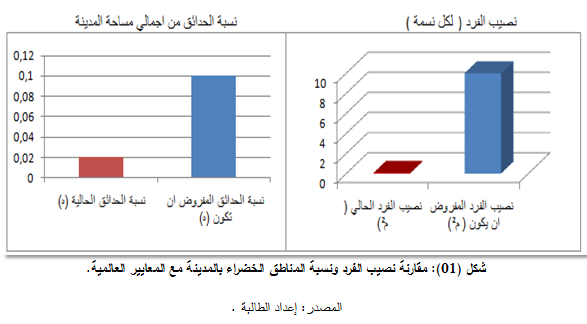 نصيب الفرد ( لكل نسمة )
10
8
6
4
2
0
نصيب الفرد المفروض
ان يكون ( م²)
نصيب الفرد الحالي (
م²)
نسبة الحدائق من اجمالي مساحة المدينة
0,12
0,1
0,08
0,06
0,04
0,02
0
نسبة الحدائق المفروض ان
تكون (ه)
نسبة الحدائق الحالية (ه)
شكل (01): مقارنة نصيب الفرد ونسبة المناطق الخضراء بالمدينة مع المعايير العالمية.
المصدر: إعداد الطالبة .